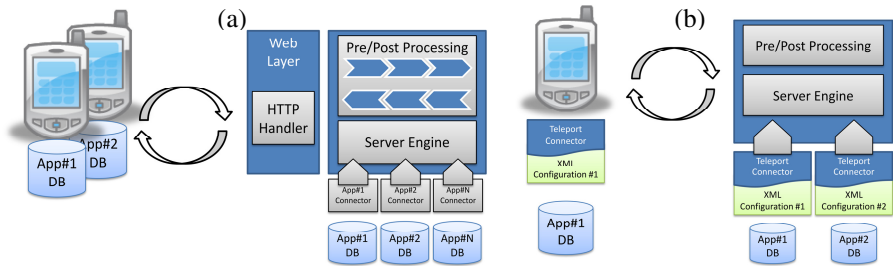 (a)
Web
Layer
HTTP
Handler
Pre/Post Processing
Server Engine
App#1
Connector
App#2
Connector
App#N
Connector
App#1
DB
App#2
DB
App#N
DB
App#1
DB
App#2
DB
(b)
Teleport
Connector
XML
Configuration #1
App#1
DB
Pre/Post Processing
Server Engine
Teleport
Connector
XML
Configuration #1
Teleport
Connector
XML
Configuration #2
App#1
DB
App#2
DB